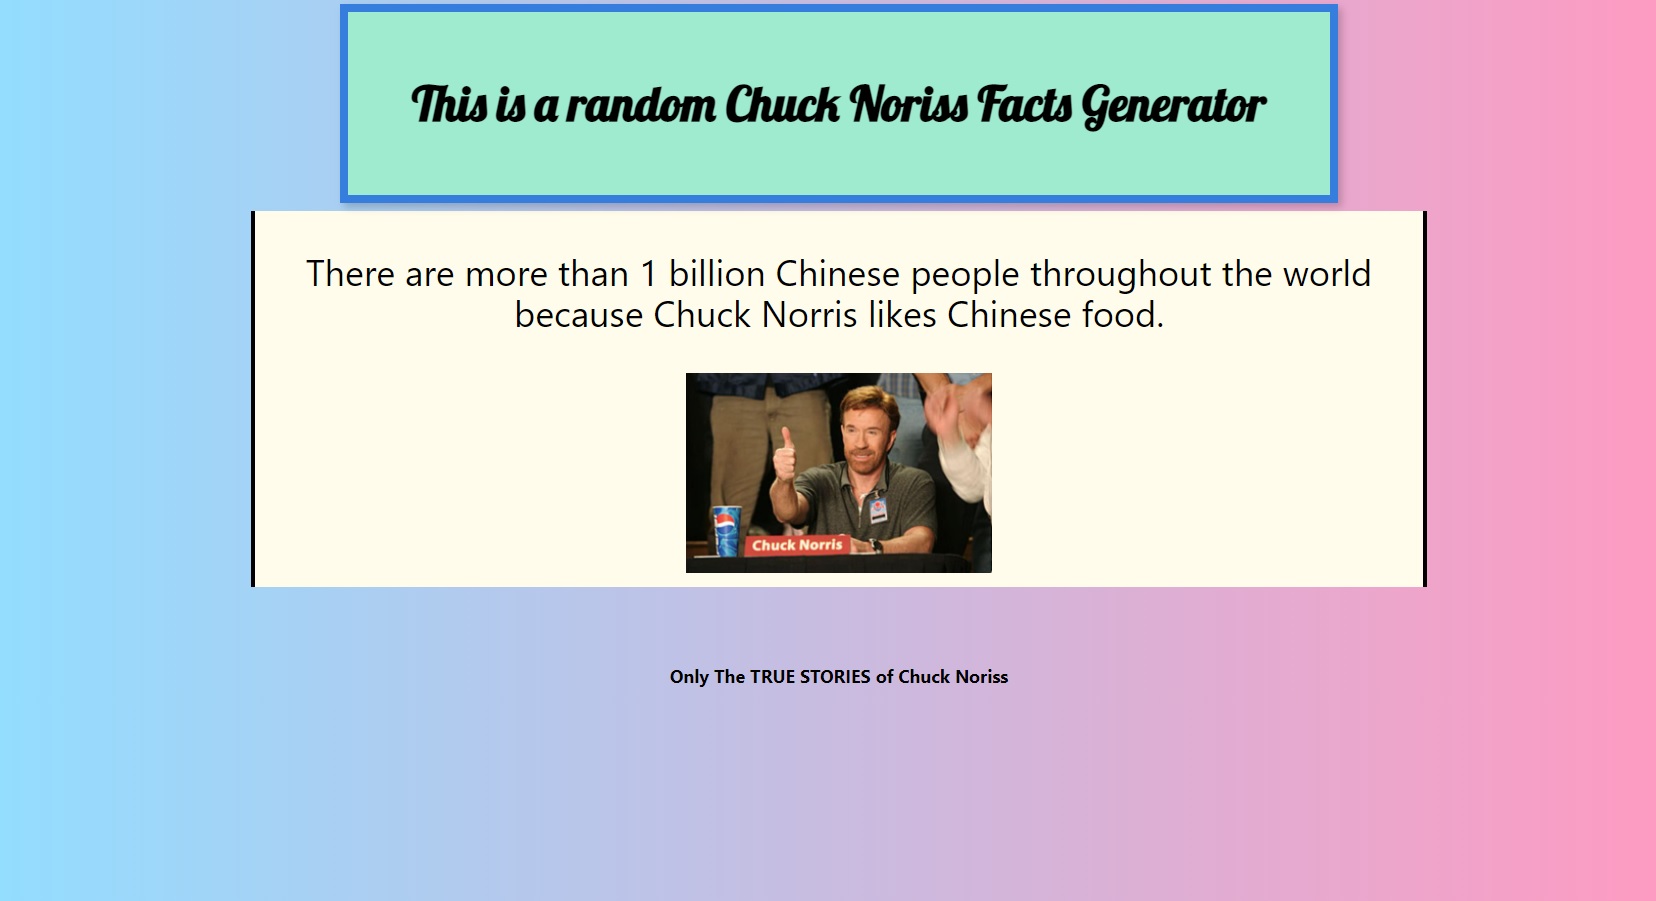 This is a random Chuck Noriss Facts Generator
There are more than 1 billion Chinese people throughout the world
because Chuck Norris likes Chinese food.
Chuck Norris
Only The TRUE STORIES of Chuck Noriss